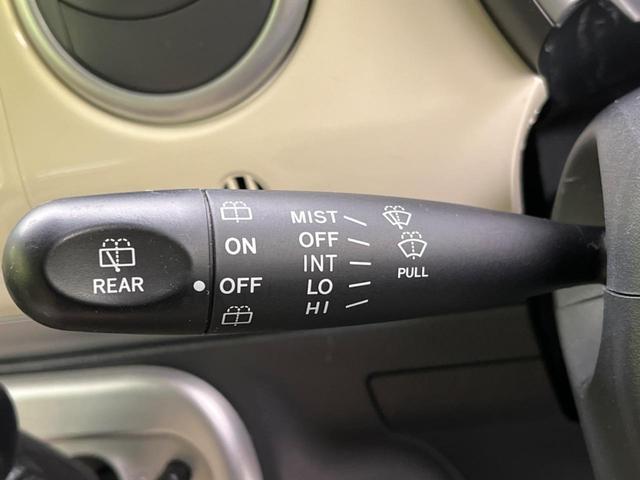 REAR
ON
OFF
MIST
OFF
INT
LO
HI
PULL